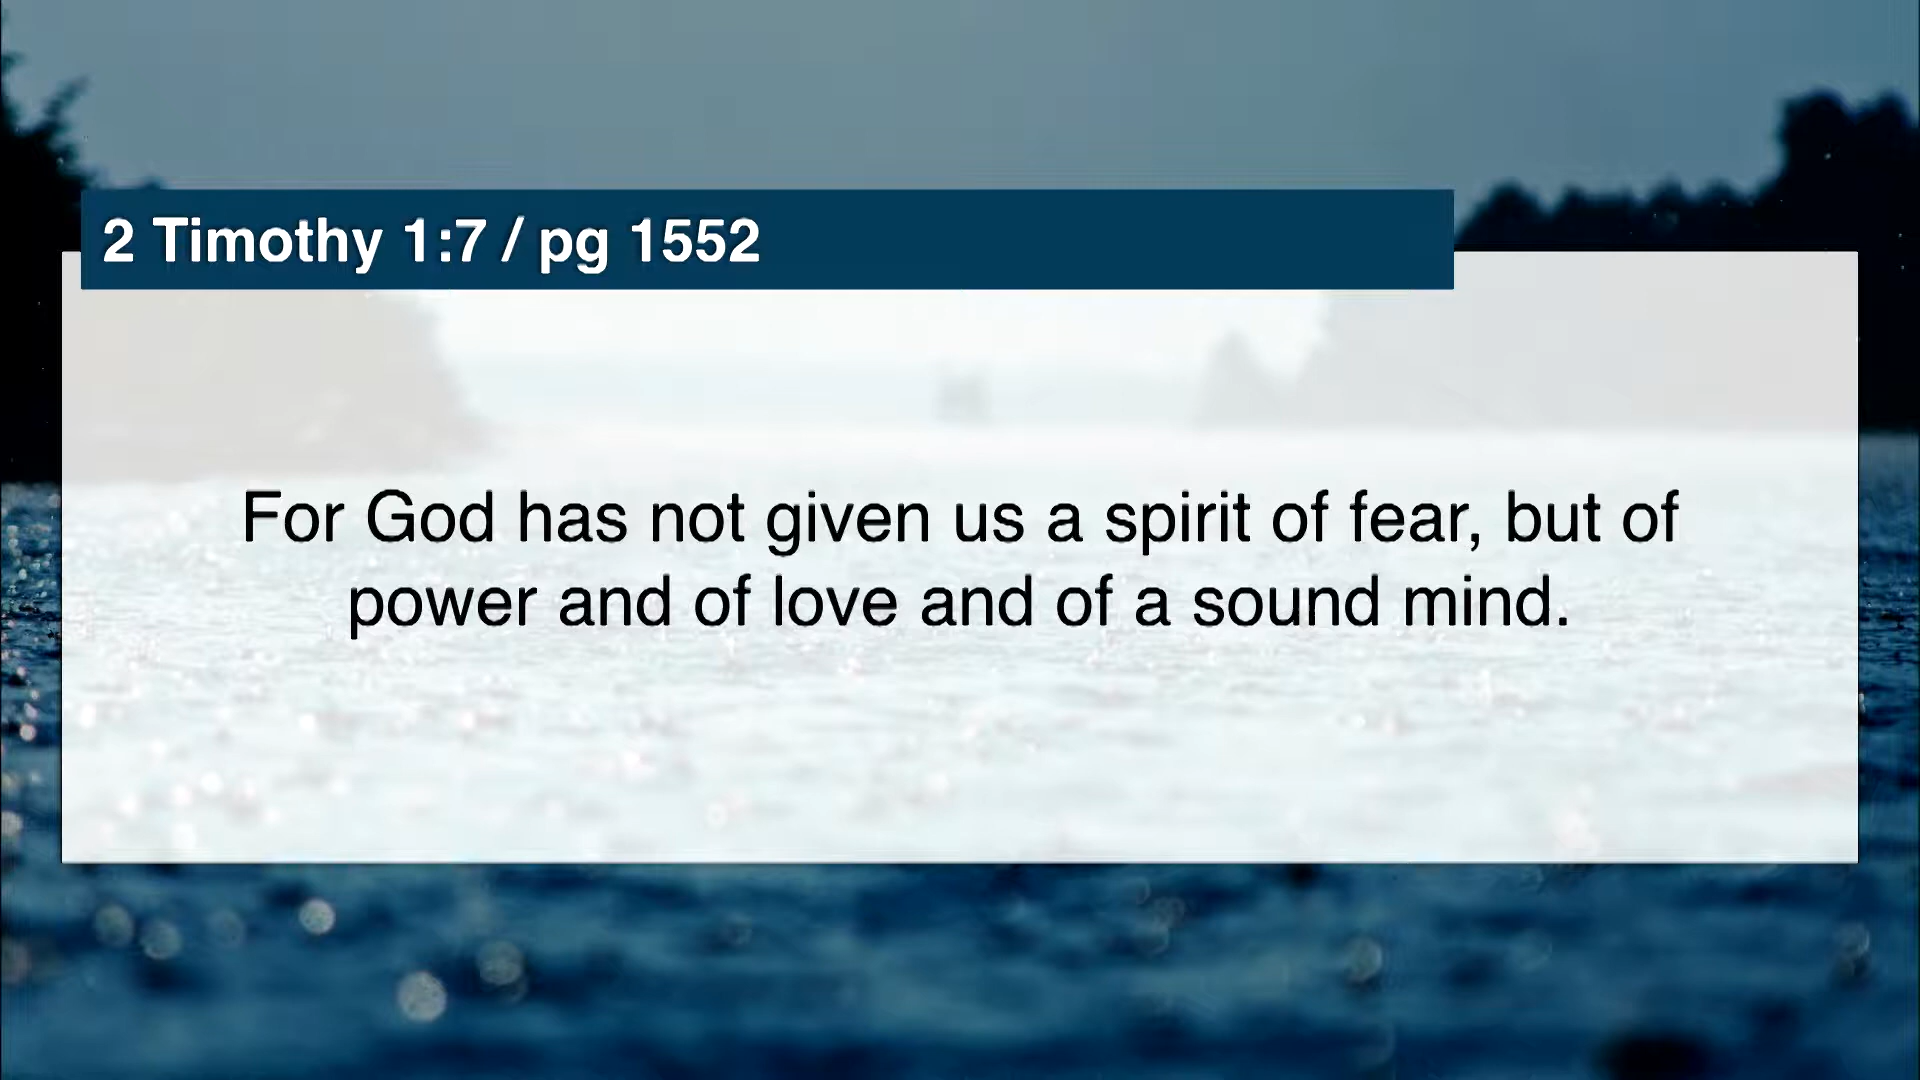 2 Timothy 1:7 / pg 1552
For God has not given us a spirit of fear, but of
power and of love and of a sound mind.